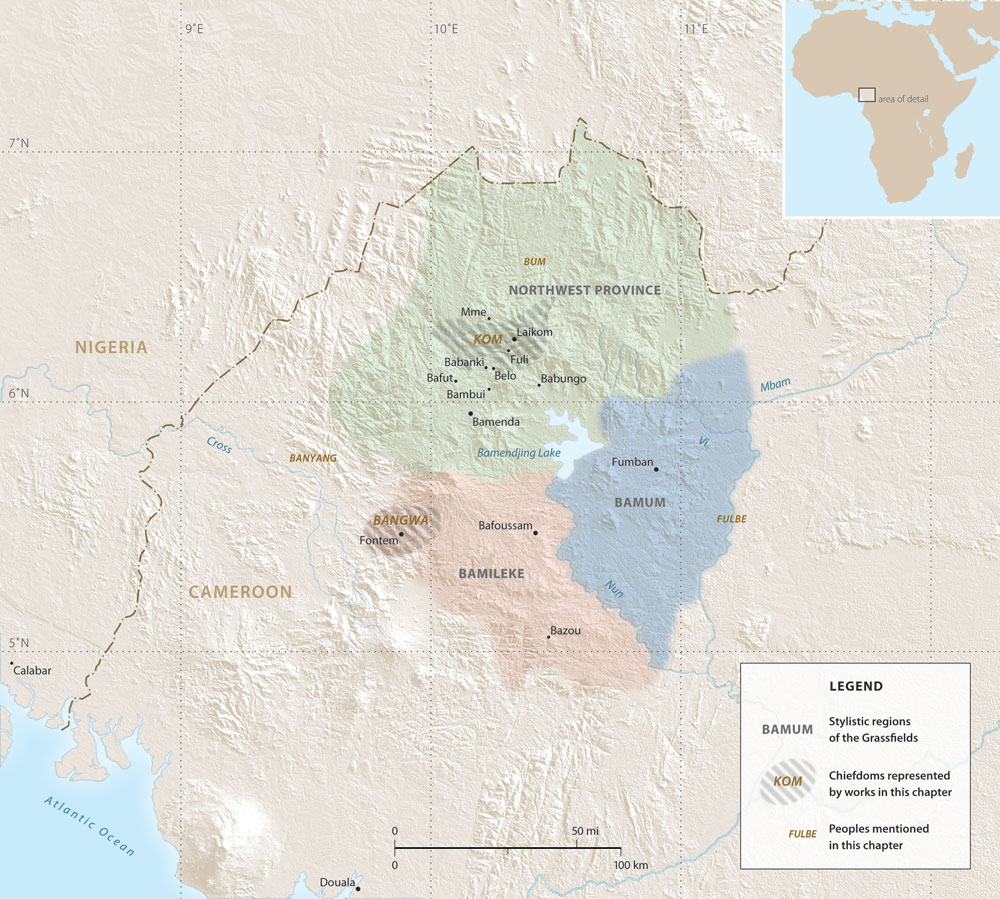 9°E
10°E
11°E
area of detail
7°N
BUM
NORTHWEST PROVINCE
Mme
Laikom
KOM
NIGERIA
Fuli
Babanki
Belo
Bafut
Babungo
Mbam
6°N
Bambui
Bamenda
Cross
Vi
Bamendjing Lake
BANYANG
Fumban
BAMUM
BANGWA
FULBE
Bafoussam
Fontem
BAMILEKE
CAMEROON
Nun
Bazou
5°N
Calabar
LEGEND
BAMUM
Stylistic regions
of the Grassfields
KOM
Chiefdoms represented
by works in this chapter
FULBE
Peoples mentioned
in this chapter
Atlantic Ocean
0
50 mi
0
100 km
Douala